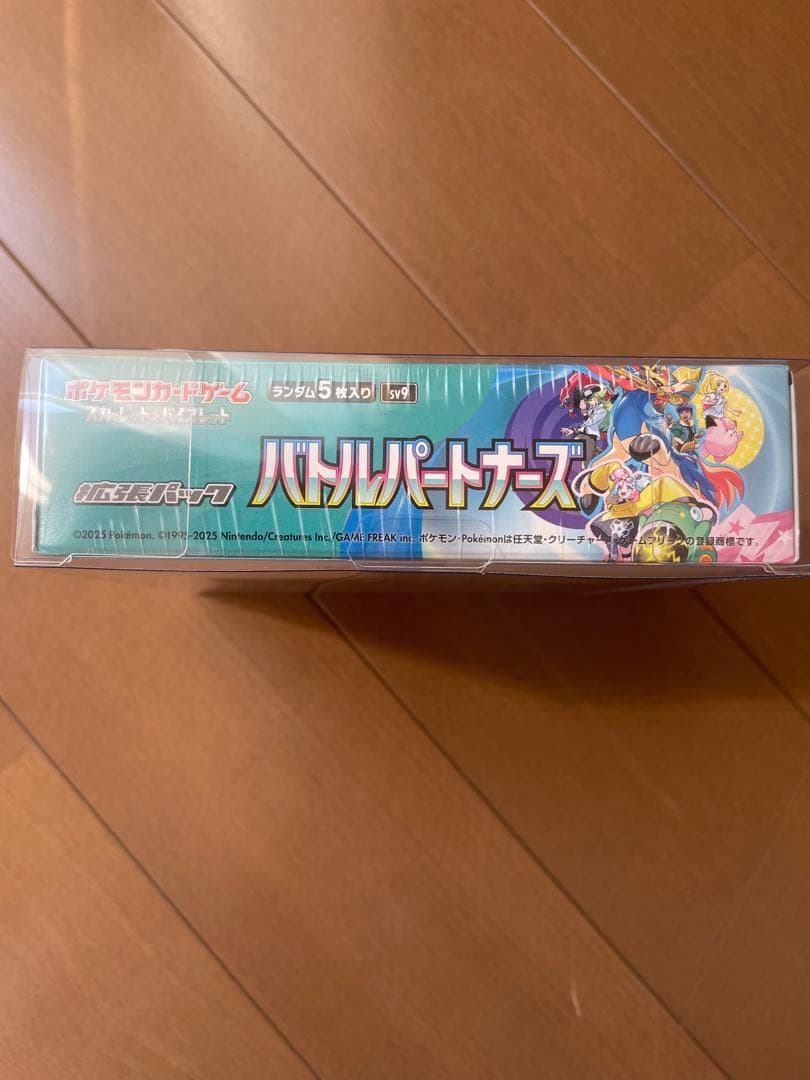 ポケモンカードゲーム
スカーレット&バイオレット
ランダム5枚入り sv9
拡張パック
バトルパートナーズ
©2025 Pokémon. ©1995-2025 Nintendo/Creatures Inc./GAME FREAK inc. ポケモン・Pokémonは任天堂・クリーチャーズ・ゲームフリークの登録商標です。